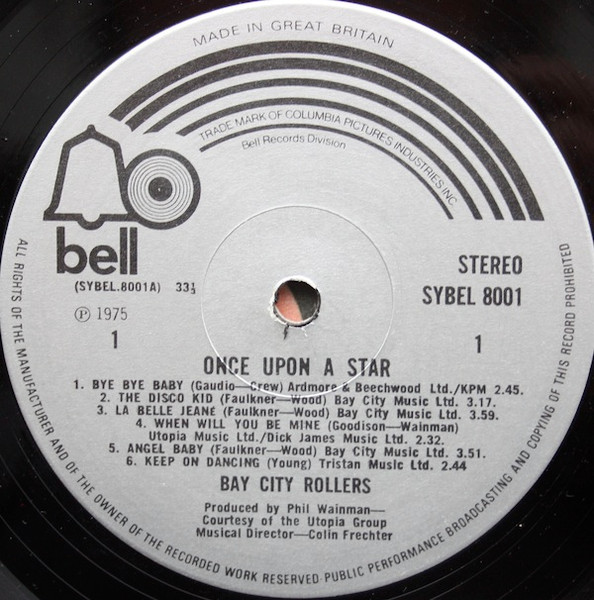 MADE IN GREAT BRITAIN
TRADE MARK OF COLUMBIA PICTURES INDUSTRIES INC.
Bell Records Division
bell
(SYBEL.8001A) 33⅓
STEREO
SYBEL 8001
Ⓟ 1975
1
1
ONCE UPON A STAR
1. BYE BYE BABY (Gaudio—Crew) Ardmore & Beechwood Ltd./KPM 2.45.
2. THE DISCO KID (Faulkner—Wood) Bay City Music Ltd. 3.17.
3. LA BELLE JEANE (Faulkner—Wood) Bay City Music Ltd. 3.59.
4. WHEN WILL YOU BE MINE (Goodison—Wainman)
Utopia Music Ltd./Dick James Music Ltd. 2.32.
5. ANGEL BABY (Faulkner—Wood) Bay City Music Ltd. 3.51.
6. KEEP ON DANCING (Young) Tristan Music Ltd. 2.44
BAY CITY ROLLERS
Produced by Phil Wainman—
Courtesy of the Utopia Group
Musical Director—Colin Frechter
ALL RIGHTS OF THE MANUFACTURER AND OF THE OWNER OF THE RECORDED WORK RESERVED·PUBLIC PERFORMANCE BROADCASTING AND COPYING OF THIS RECORD PROHIBITED